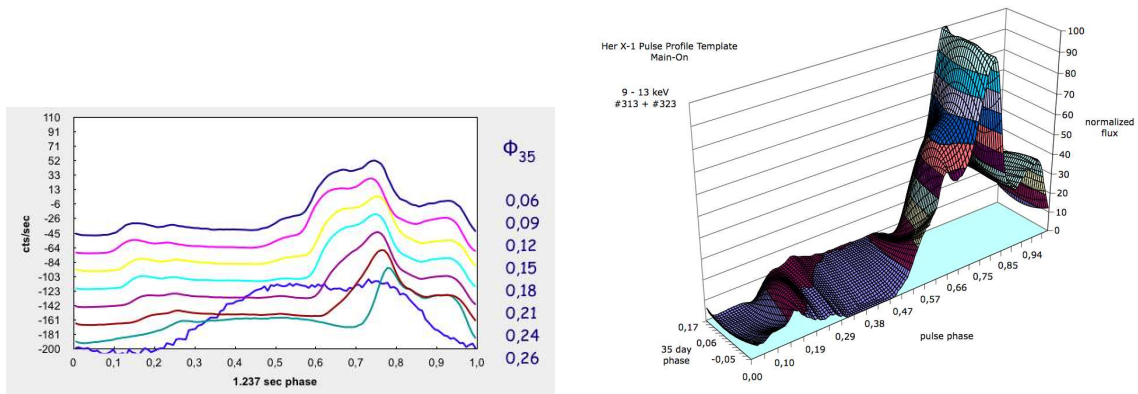 110
91
71
52
33
13
-6
-26
-45
-64
-84
-103
-123
-142
-161
-181
-200
cts/sec
0 0,1 0,2 0,3 0,4 0,5 0,6 0,7 0,8 0,9 1,0
1.237 sec phase
Φ35
0,06
0,09
0,12
0,15
0,18
0,21
0,24
0,26
Her X-1 Pulse Profile Template
Main-On
9 - 13 keV
#313 + #323
100
90
80
70
60
50
40
30
20
10
0
normalized
flux
0,17
0,06
-0,05
35 day
phase
0,00 0,10 0,19 0,29 0,38 0,47 0,57 0,66 0,75 0,85 0,94
pulse phase